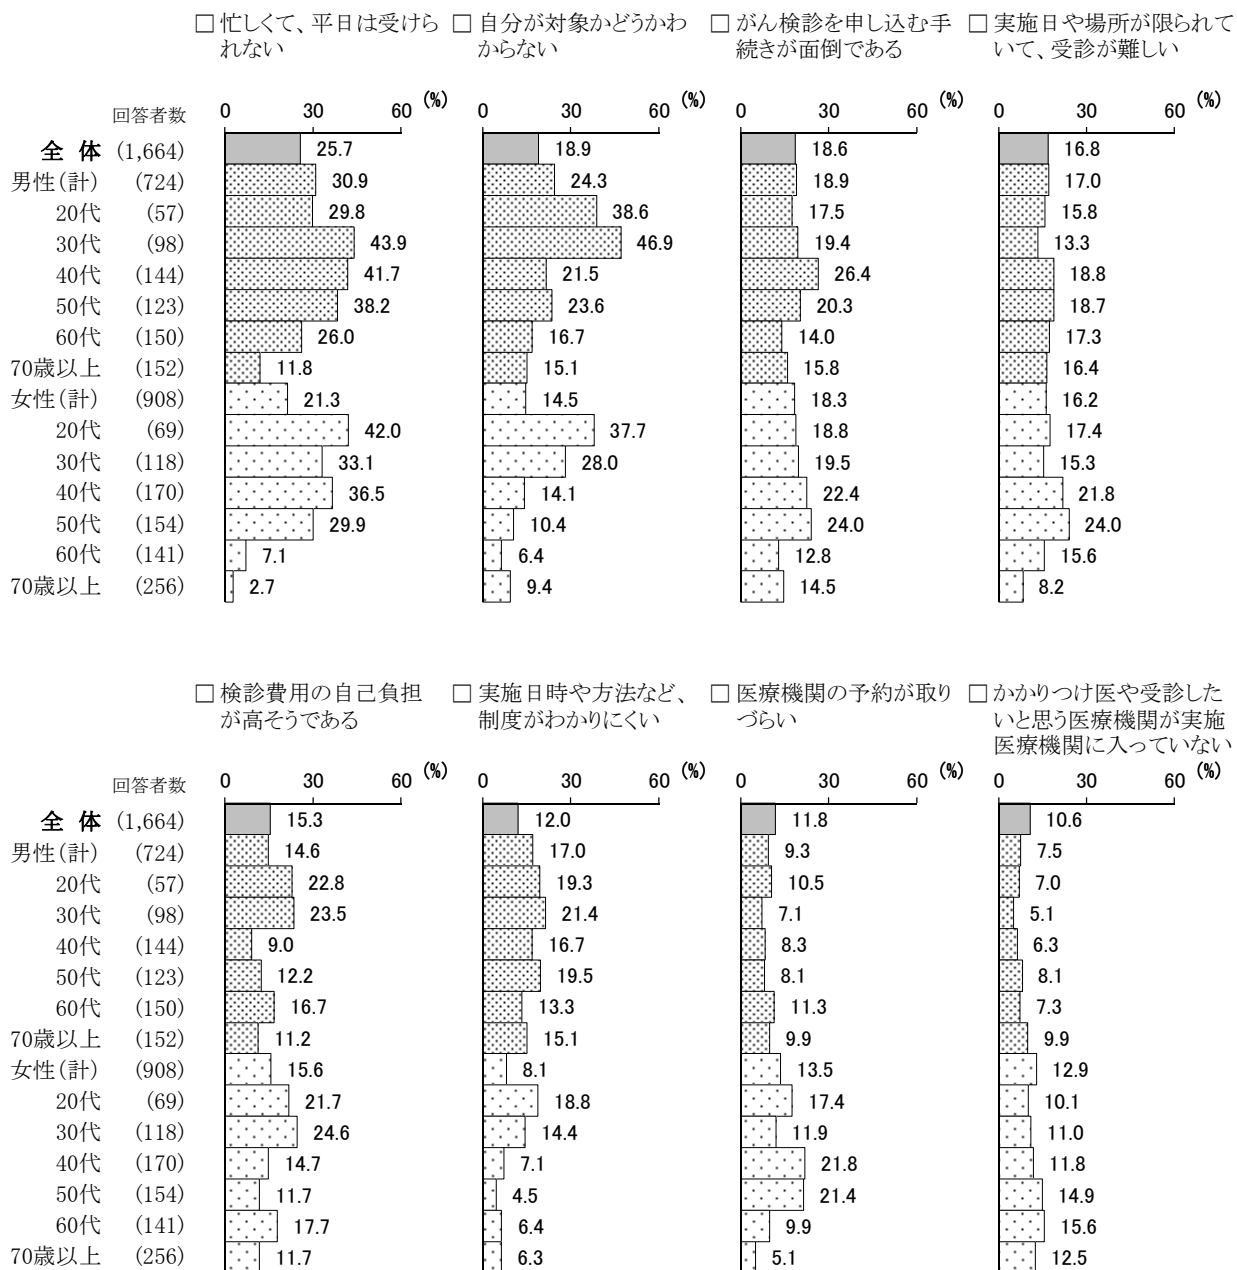 □ 忙しくて、平日は受けら
れない
□ 自分が対象かどうかわ
からない
□ がん検診を申し込む手
続きが面倒である
□ 実施日や場所が限られて
いて、受診が難しい
0 30 60 (%) 0 30 60 (%) 0 30 60 (%) 0 30 60 (%)
回答者数
全 体 (1,664) 25.7 18.9 18.6 16.8
男性(計) (724) 30.9 24.3 18.9 17.0
20代 (57) 29.8 38.6 17.5 15.8
30代 (98) 43.9 46.9 19.4 13.3
40代 (144) 41.7 21.5 26.4 18.8
50代 (123) 38.2 23.6 20.3 18.7
60代 (150) 26.0 16.7 14.0 17.3
70歳以上 (152) 11.8 15.1 15.8 16.4
女性(計) (908) 21.3 14.5 18.3 16.2
20代 (69) 42.0 37.7 18.8 17.4
30代 (118) 33.1 28.0 19.5 15.3
40代 (170) 36.5 14.1 22.4 21.8
50代 (154) 29.9 10.4 24.0 24.0
60代 (141) 7.1 6.4 12.8 15.6
70歳以上 (256) 2.7 9.4 14.5 8.2
□ 検診費用の自己負担
が高そうである
□ 実施日時や方法など、
制度がわかりにくい
□ 医療機関の予約が取り
づらい
□ かかりつけ医や受診した
いと思う医療機関が実施
医療機関に入っていない
0 30 60 (%) 0 30 60 (%) 0 30 60 (%) 0 30 60 (%)
回答者数
全 体 (1,664) 15.3 12.0 11.8 10.6
男性(計) (724) 14.6 17.0 9.3 7.5
20代 (57) 22.8 19.3 10.5 7.0
30代 (98) 23.5 21.4 7.1 5.1
40代 (144) 9.0 16.7 8.3 6.3
50代 (123) 12.2 19.5 8.1 8.1
60代 (150) 16.7 13.3 11.3 7.3
70歳以上 (152) 11.2 15.1 9.9 9.9
女性(計) (908) 15.6 8.1 13.5 12.9
20代 (69) 21.7 18.8 17.4 10.1
30代 (118) 24.6 14.4 11.9 11.0
40代 (170) 14.7 7.1 21.8 11.8
50代 (154) 11.7 4.5 21.4 14.9
60代 (141) 17.7 6.4 9.9 15.6
70歳以上 (256) 11.7 6.3 5.1 12.5